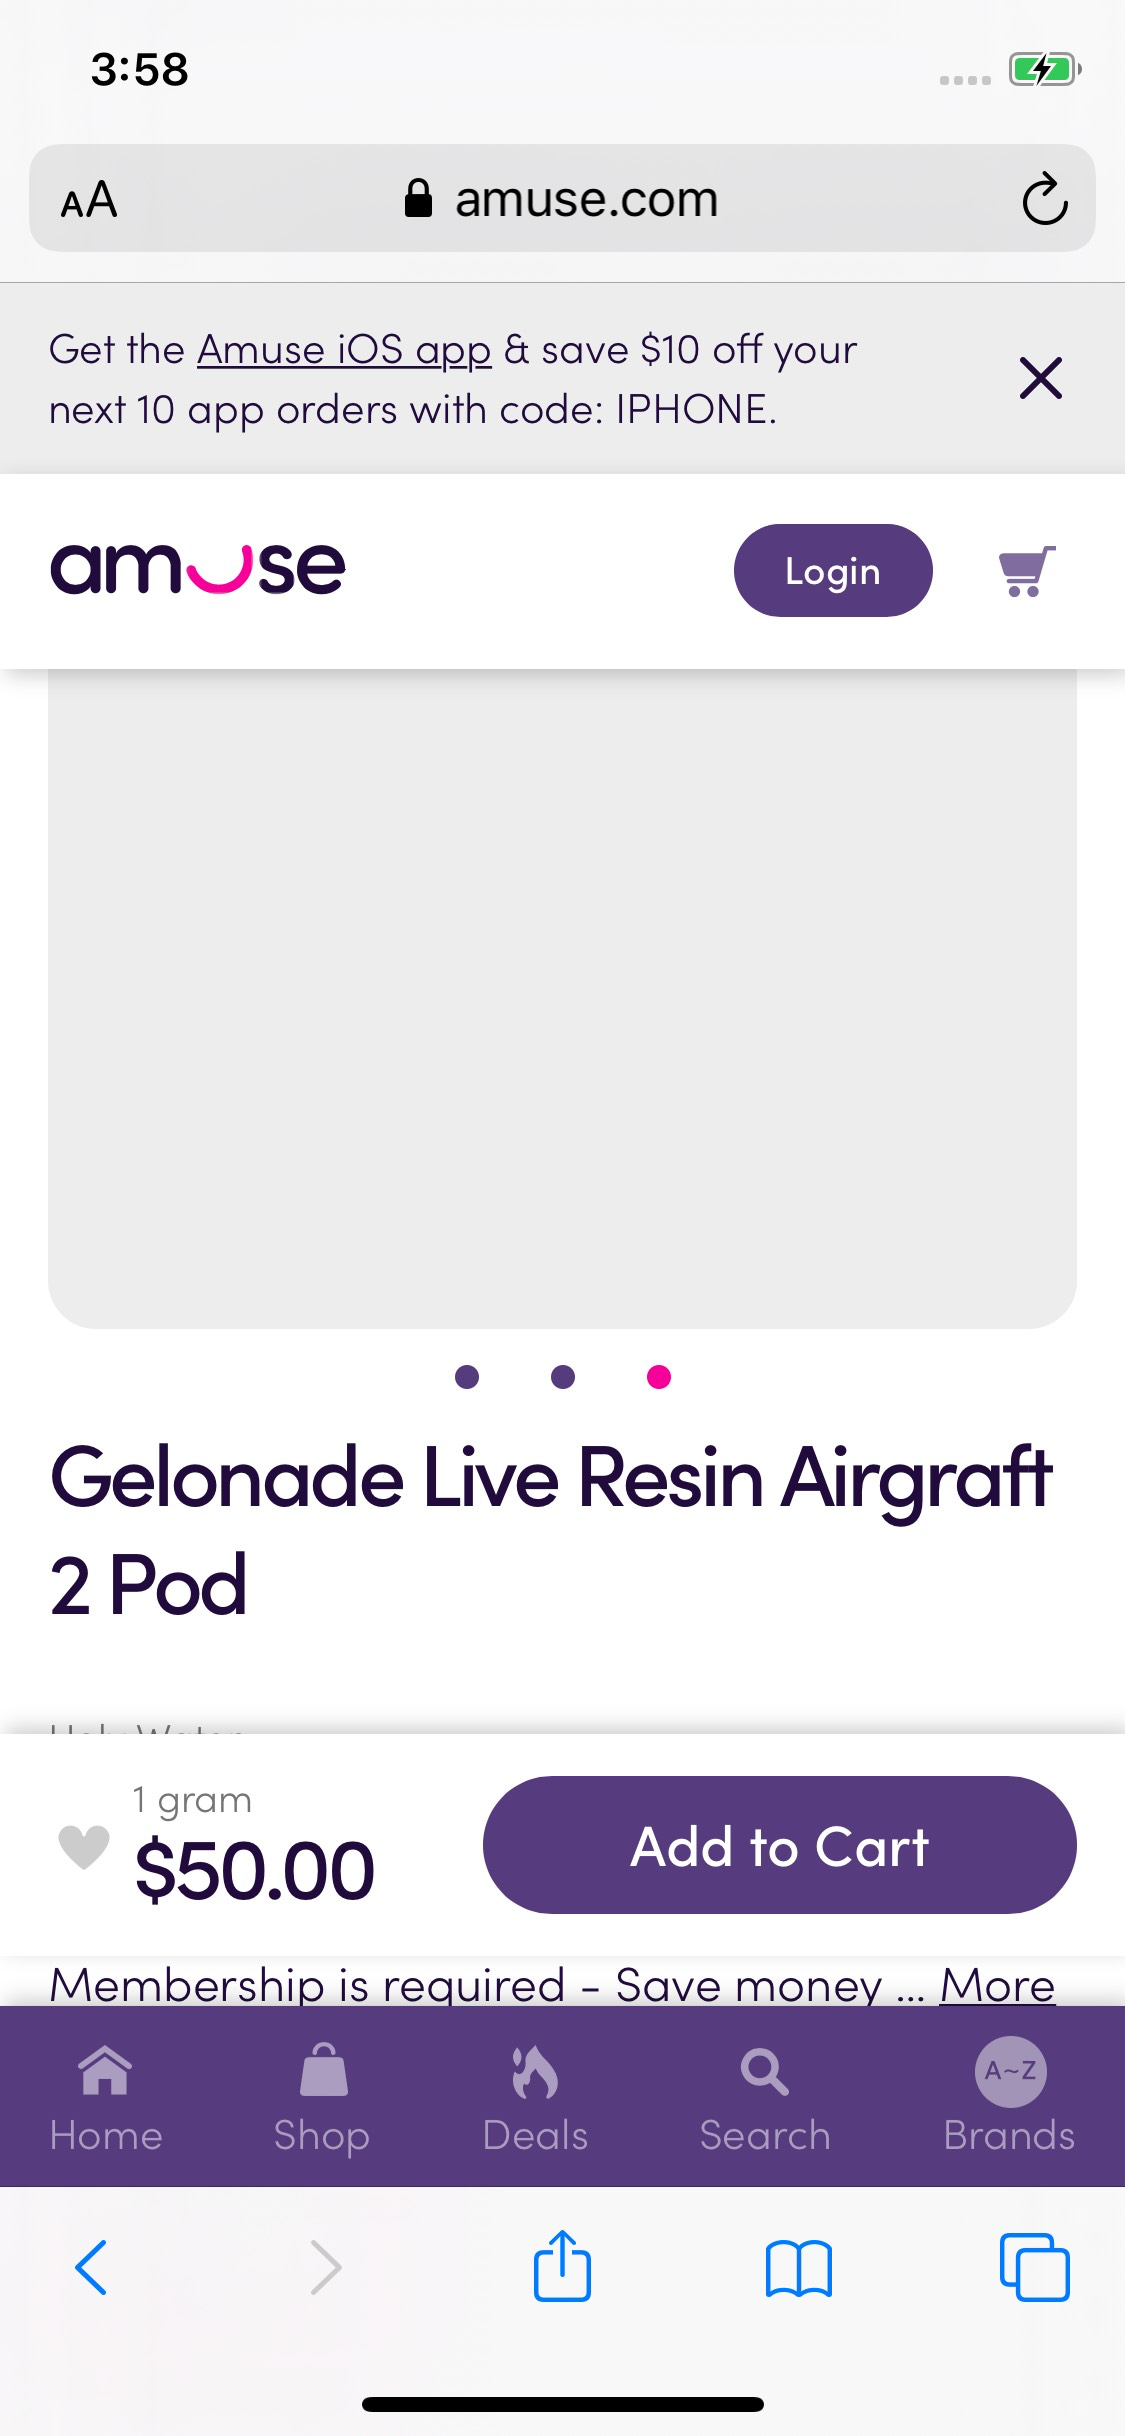 3:58
AA
amuse.com
Get the Amuse iOS app & save $10 off your
next 10 app orders with code: IPHONE.
amuse
Login
Gelonade Live Resin Airgraft
2 Pod
1 gram
$50.00
Add to Cart
Membership is required - Save money ... More
Home
Shop
Deals
Search
A~Z
Brands